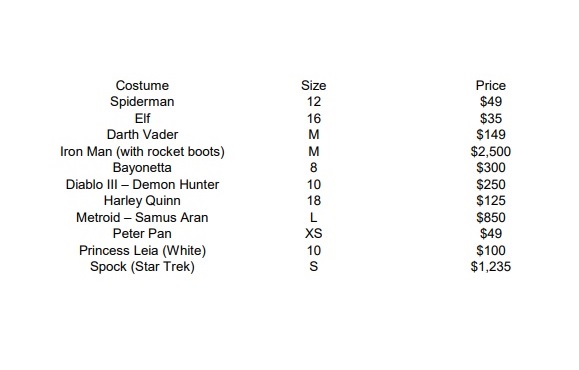 Costume Size Price
Spiderman 12 $49
Elf 16 $35
Darth Vader M $149
Iron Man (with rocket boots) M $2,500
Bayonetta 8 $300
Diablo III – Demon Hunter 10 $250
Harley Quinn 18 $125
Metroid – Samus Aran L $850
Peter Pan XS $49
Princess Leia (White) 10 $100
Spock (Star Trek) S $1,235